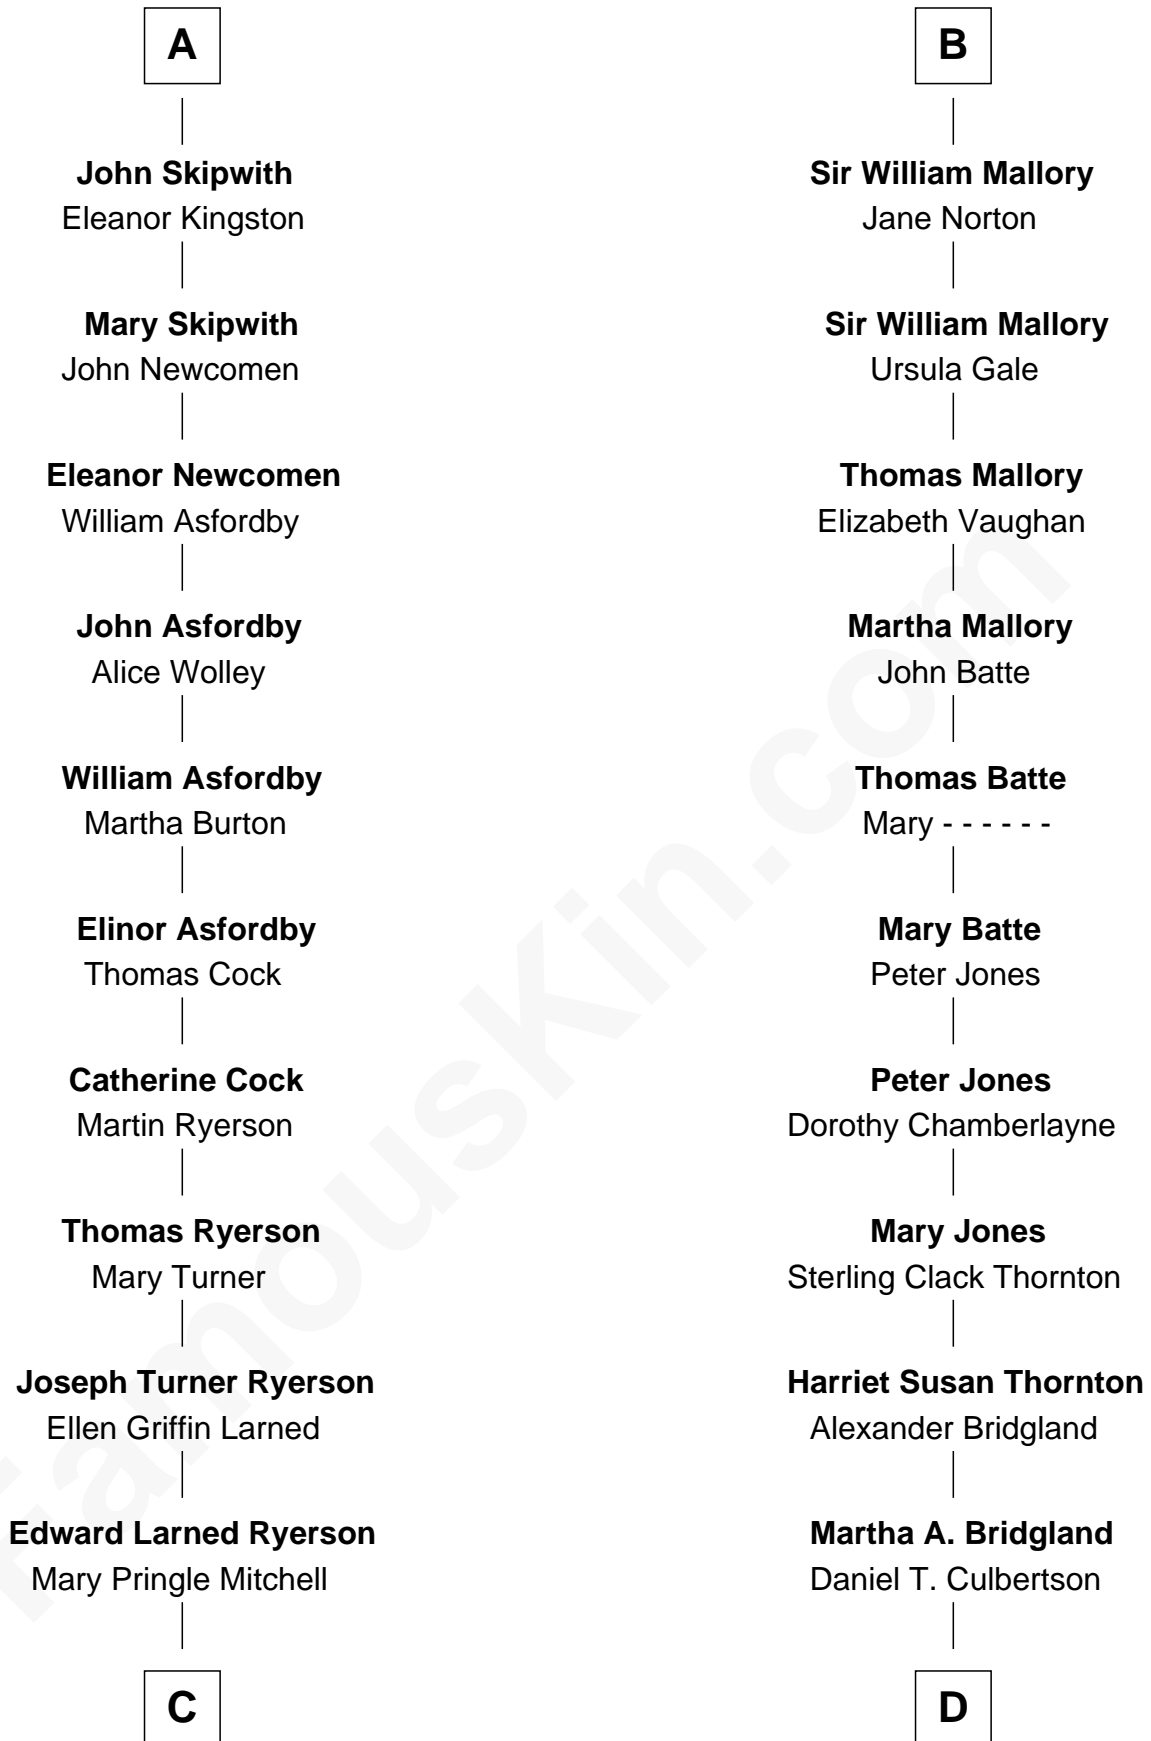 A
John Skipwith
Eleanor Kingston
Mary Skipwith
John Newcomen
Eleanor Newcomen
William Asfordby
John Asfordby
Alice Wolley
William Asfordby
Martha Burton
Elinor Asfordby
Thomas Cock
Catherine Cock
Martin Ryerson
Thomas Ryerson
Mary Turner
Joseph Turner Ryerson
Ellen Griffin Larned
Edward Larned Ryerson
Mary Pringle Mitchell
C
B
Sir William Mallory
Jane Norton
Sir William Mallory
Ursula Gale
Thomas Mallory
Elizabeth Vaughan
Martha Mallory
John Batte
Thomas Batte
Mary - - - - - -
Mary Batte
Peter Jones
Peter Jones
Dorothy Chamberlayne
Mary Jones
Sterling Clack Thornton
Harriet Susan Thornton
Alexander Bridgland
Martha A. Bridgland
Daniel T. Culbertson
D
FamousKin.com